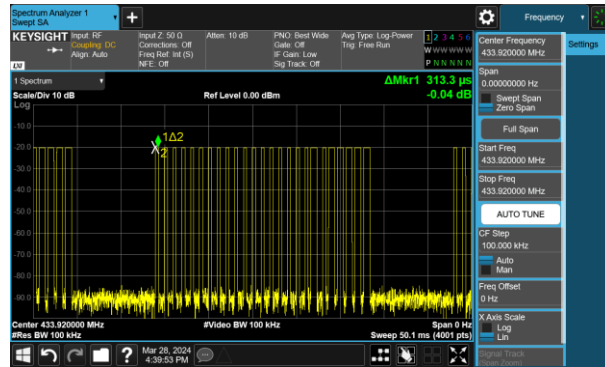 Spectrum Analyzer 1
Swept SA
+
Frequency
KEYSIGHT
Input: RF
Coupling: DC
Align: Auto
Input Z: 50 Ω
Corrections: Off
Freq Ref: Int (S)
NFE: Off
Atten: 10 dB
PNO: Best Wide
Gate: Off
IF Gain: Low
Sig Track: Off
Avg Type: Log-Power
Trig: Free Run
1 2 3 4 5 6
W W W W W W
P N N N N N
LXI
1 Spectrum
Scale/Div 10 dB
Ref Level 0.00 dBm
ΔMkr1 313.3 µs
-0.04 dB
Log
-10.0
-20.0
-30.0
-40.0
-50.0
-60.0
-70.0
-80.0
-90.0
1Δ2
X2
Center 433.920000 MHz
#Res BW 100 kHz
#Video BW 100 kHz
Span 0 Hz
Sweep 50.1 ms (4001 pts)
?
Mar 28, 2024
4:39:53 PM
Center Frequency
433.920000 MHz
Settings
Span
0.00000000 Hz
Swept Span
Zero Span
Full Span
Start Freq
433.920000 MHz
Stop Freq
433.920000 MHz
AUTO TUNE
CF Step
100.000 kHz
Auto
Man
Freq Offset
0 Hz
X Axis Scale
Log
Lin
Signal Track
(Span Zoom)